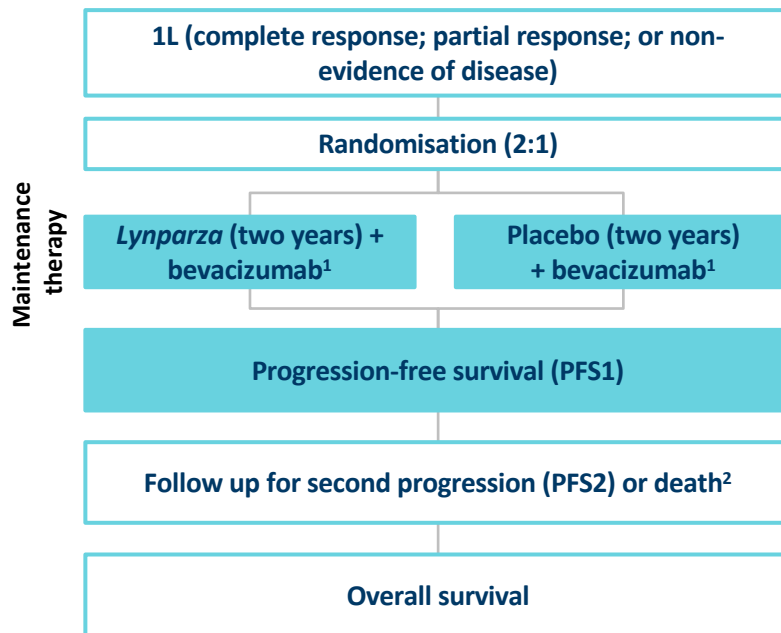 1L (complete response; partial response; or non-
evidence of disease)
Randomisation (2:1)
Maintenance
therapy
Lynparza (two years) +
bevacizumab¹
Placebo (two years)
+ bevacizumab¹
Progression-free survival (PFS1)
Follow up for second progression (PFS2) or death²
Overall survival